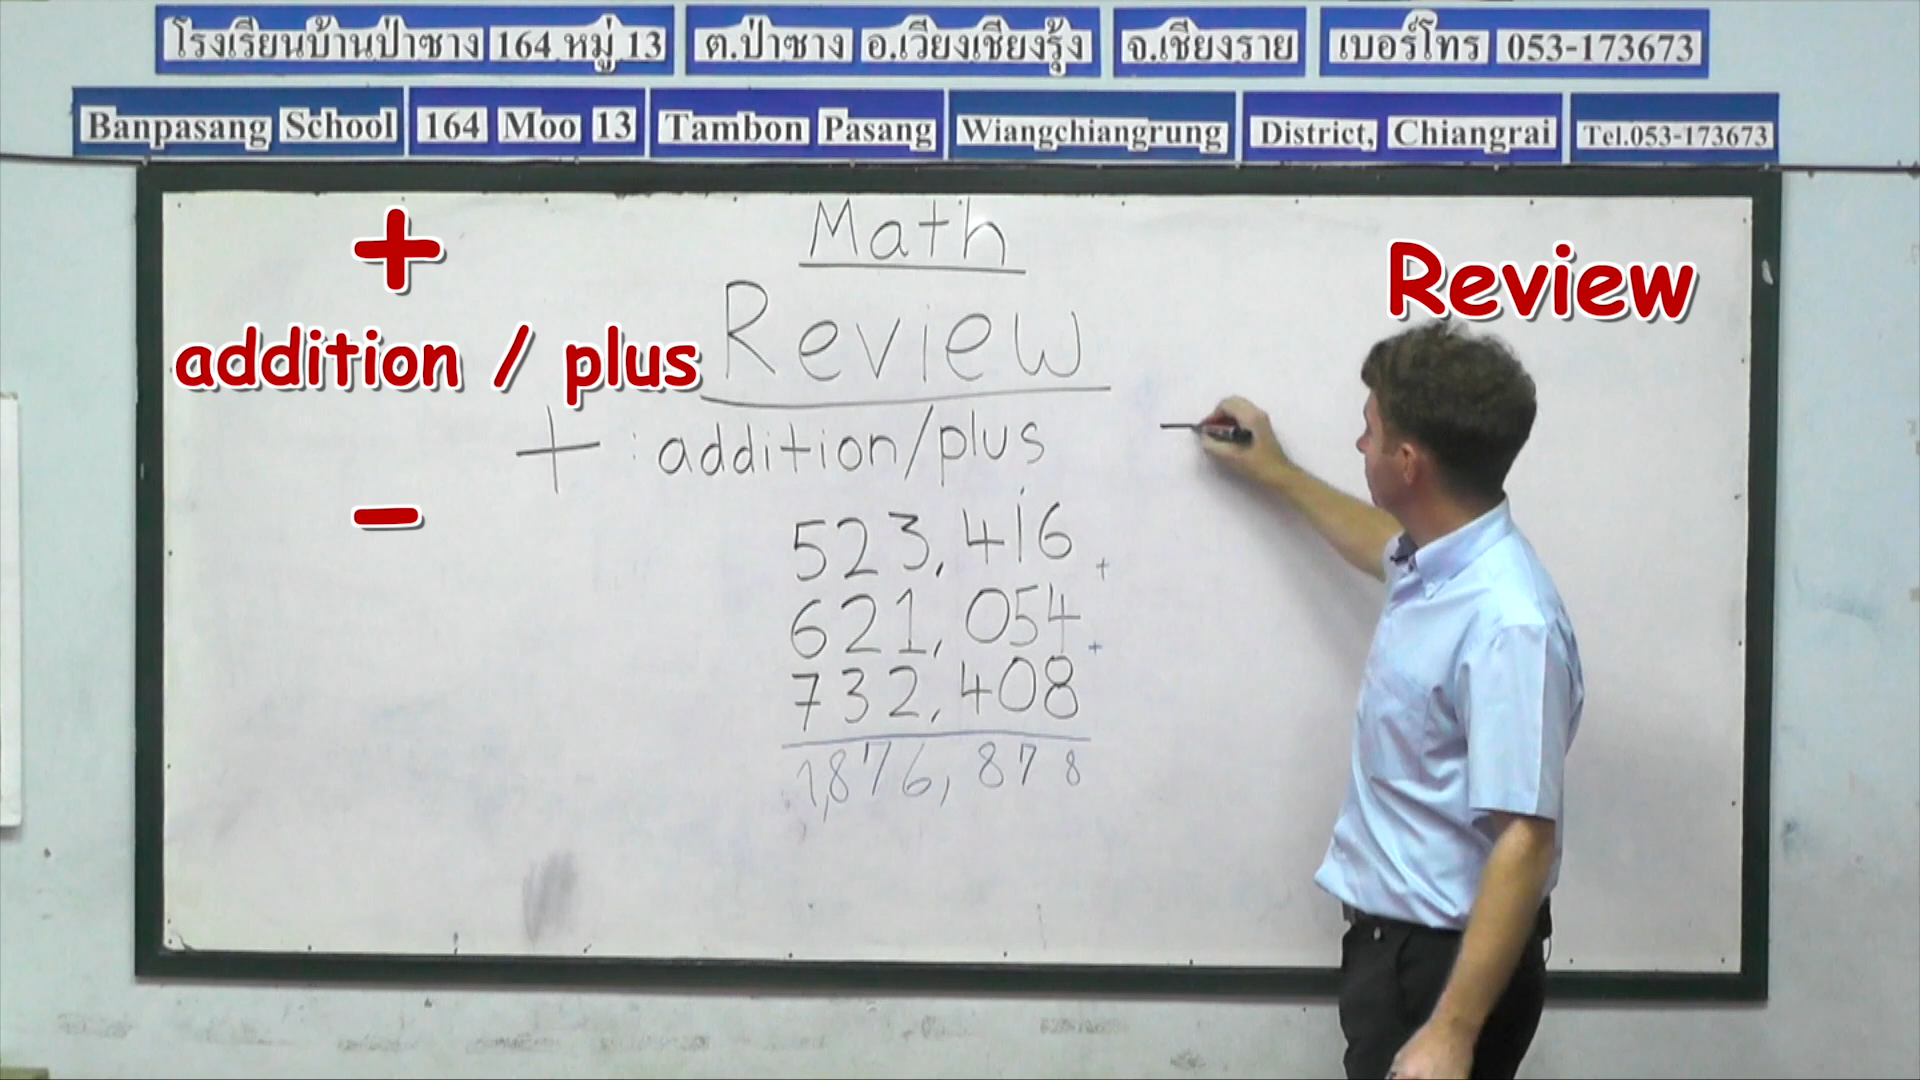 โรงเรียนบ้านป่าซาง 164 หมู่ 13 ต.ป่าซาง อ.เวียงเชียงรุ้ง จ.เชียงราย เบอร์โทร 053-173673
Banpasang School 164 Moo 13 Tambon Pasang Wiangchiangrung District, Chiangrai Tel.053-173673
Math
+
Review
Review
addition / plus
+ : addition/plus
-
-
523,416 +
621,054 +
732,408
1,876,878